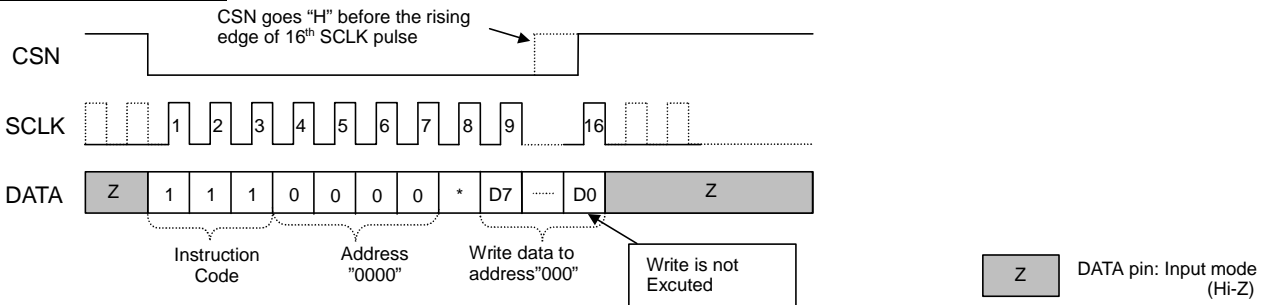 CSN goes “H” before the rising
edge of 16th SCLK pulse
CSN
SCLK
1 2 3 4 5 6 7 8 9 16
DATA
Z 1 1 1 0 0 0 0 * D7 ...... D0 Z
Instruction
Code
Address
"0000"
Write data to
address"000"
Write is not
Excuted
Z
DATA pin: Input mode
(Hi-Z)